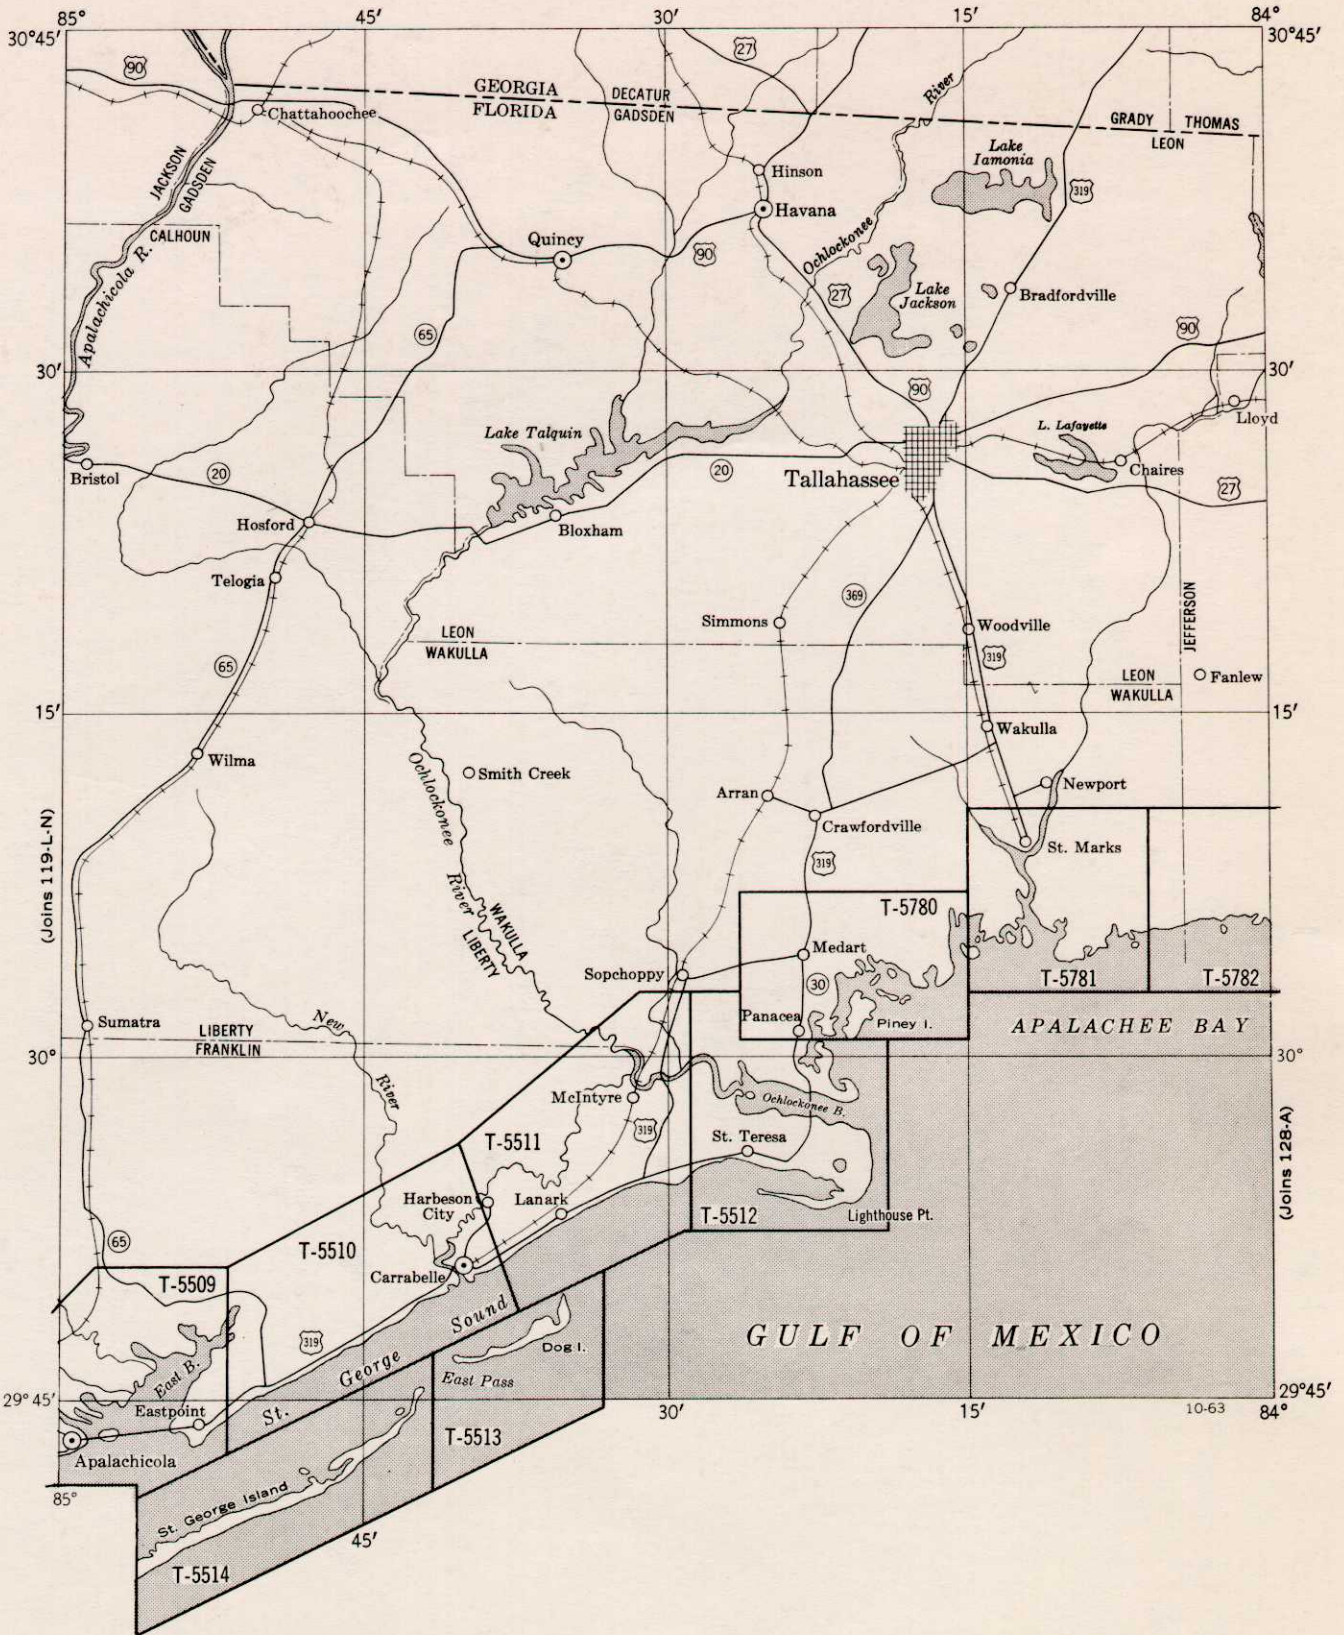 85°
45′
30′
15′
84°
30°45′
30°45′
90
27
GEORGIA
FLORIDA
DECATUR
GADSDEN
River
GRADY
THOMAS
LEON
Chattahoochee
JACKSON
GADSDEN
Hinson
Lake
Iamonia
319
Havana
CALHOUN
Apalachicola R.
Quincy
90
Ochlockonee
27
Lake
Jackson
Bradfordville
65
90
30′
30′
90
Lloyd
Lake Talquin
L. Lafayette
Bristol
20
20
Tallahassee
Chaires
27
Hosford
Bloxham
Telogia
369
JEFFERSON
Simmons
Woodville
LEON
WAKULLA
319
65
LEON
WAKULLA
Fanlew
15′
15′
Wakulla
Wilma
Ochlockonee
River
Smith Creek
Newport
Arran
Crawfordville
St. Marks
319
(Joins 119-L-N)
T-5780
WAKULLA
LIBERTY
Medart
Sopchoppy
T-5781
T-5782
30
Panacea
Piney I.
APALACHEE BAY
Sumatra
LIBERTY
FRANKLIN
New
River
30°
30°
McIntyre
Ochlockonee B.
319
T-5511
St. Teresa
(Joins 128-A)
Harbeson
City
Lanark
T-5512
Lighthouse Pt.
65
T-5510
T-5509
Carrabelle
St. George Sound
319
GULF OF MEXICO
Dog I.
East B.
East Pass
29°45′
29°45′
Eastpoint
30′
15′
10-63
84°
T-5513
Apalachicola
85°
St. George Island
45′
T-5514